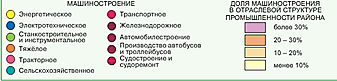 МАШИНОСТРОЕНИЕ
Энергетическое
Электротехническое
Станкостроительное
и инструментальное
Тяжёлое
Тракторное
Сельскохозяйственное
Транспортное
Железнодорожное
Автомобилестроение
Производство автобусов
и троллейбусов
Судостроение и
судоремонт
ДОЛЯ МАШИНОСТРОЕНИЯ
В ОТРАСЛЕВОЙ СТРУКТУРЕ
ПРОМЫШЛЕННОСТИ РАЙОНА
более 30%
20 – 30%
10 – 20%
менее 10%